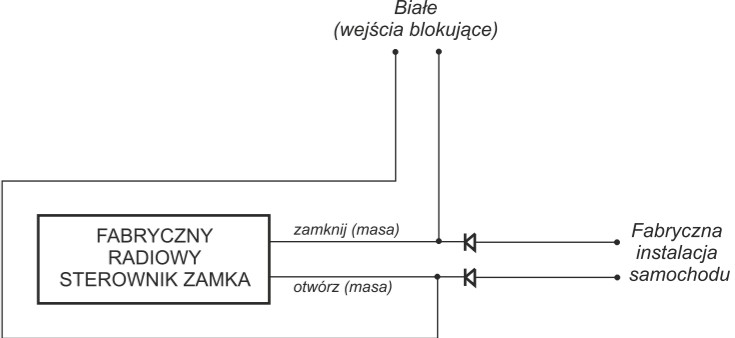 Białe
(wejścia blokujące)
FABRYCZNY
RADIOWY
STEROWNIK ZAMKA
zamknij (masa)
otwórz (masa)
Fabryczna
instalacja
samochodu